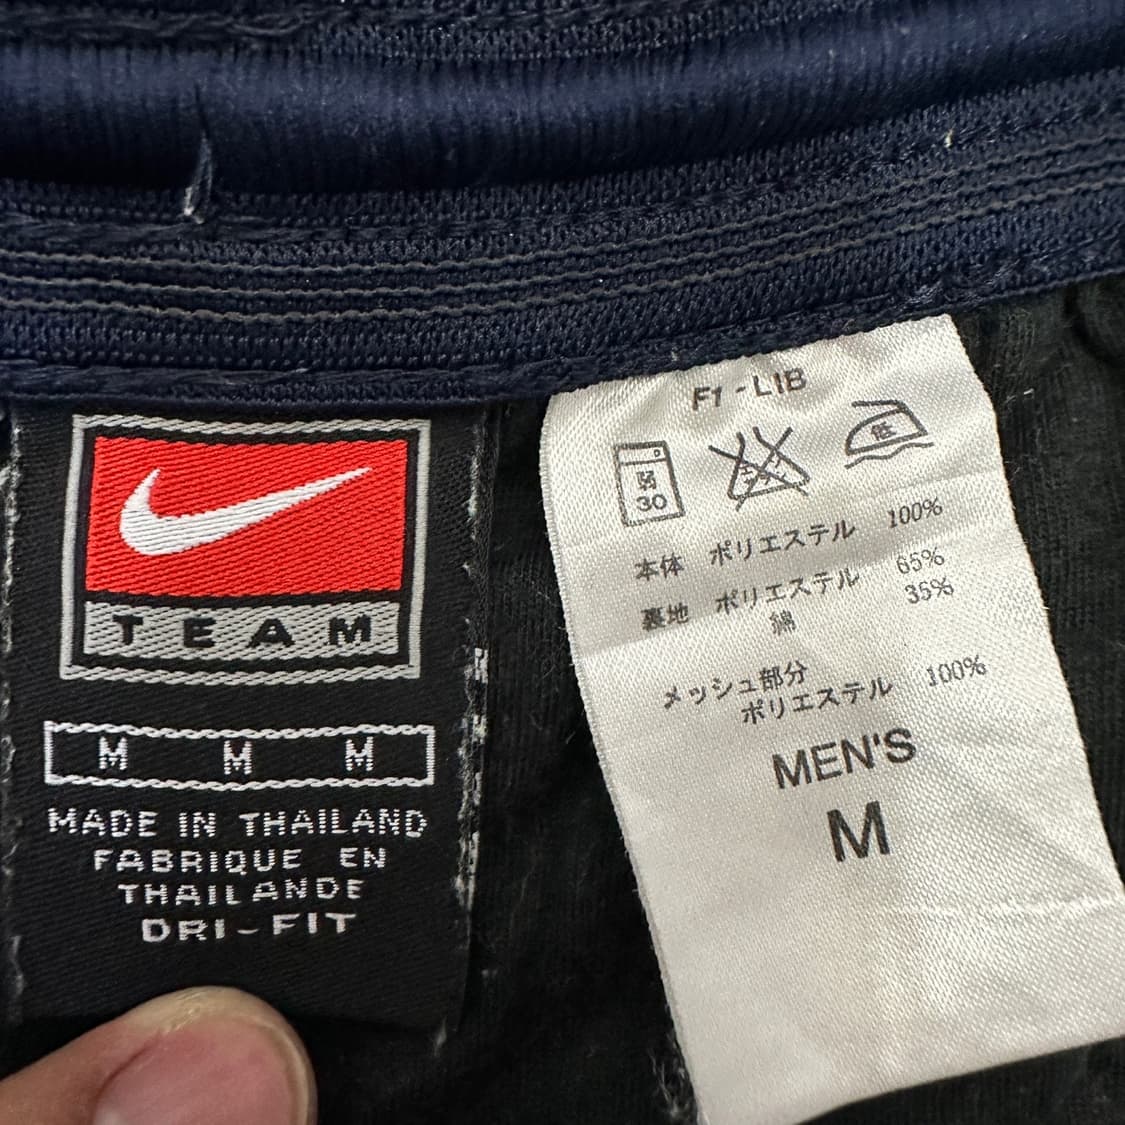 TEAM
M M M
MADE IN THAILAND
FABRIQUE EN
THAILANDE
DRI-FIT
F1-LIB
30
低
本体 ポリエステル 100%
裏地 ポリエステル 65%
綿 35%
メッシュ部分
ポリエステル 100%
MEN'S
M